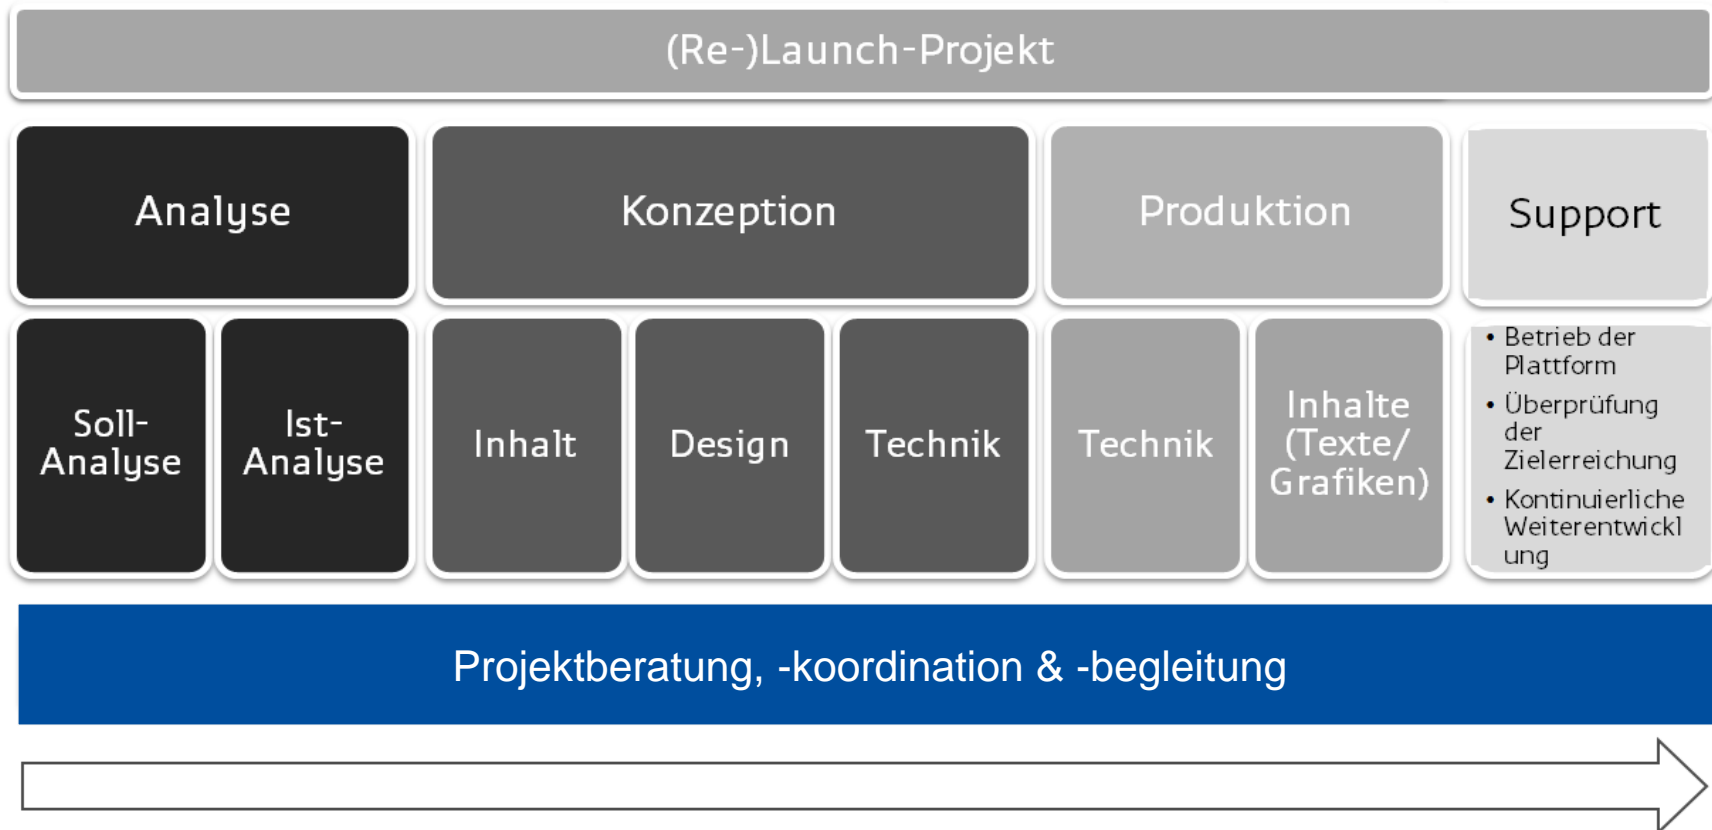 (Re-)Launch-Projekt
Analyse
Konzeption
Produktion
Support
Soll-
Analyse
Ist-
Analyse
Inhalt
Design
Technik
Technik
Inhalte
(Texte/
Grafiken)
• Betrieb der
Plattform
• Überprüfung
der
Zielerreichung
• Kontinuierliche
Weiterentwickl
ung
Projektberatung, -koordination & -begleitung